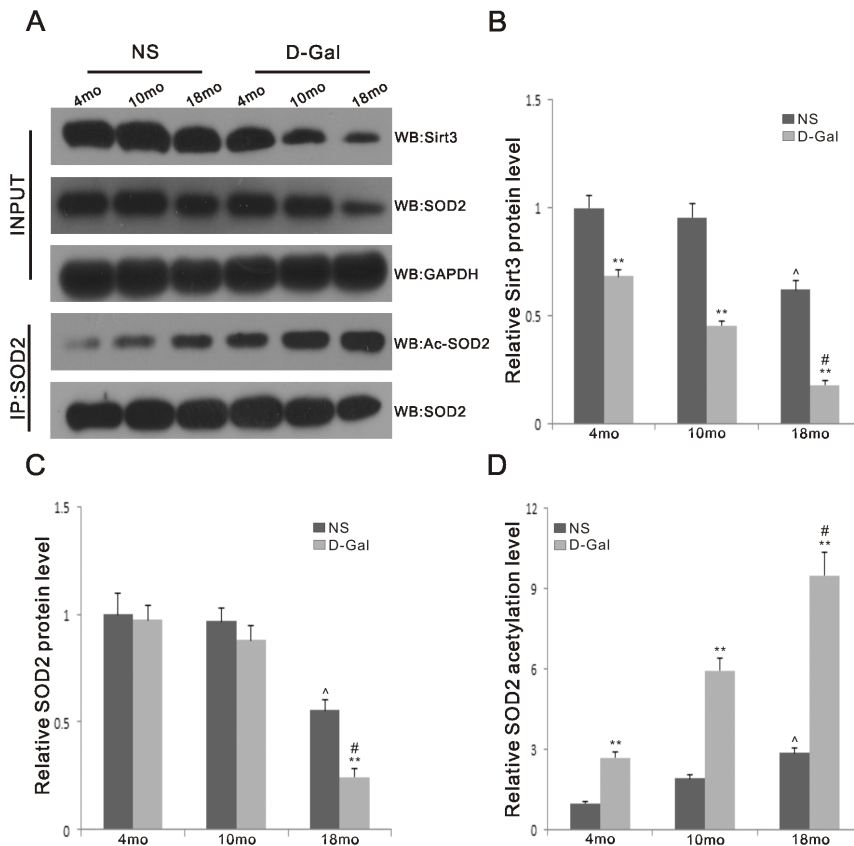 A
NS D-Gal
4mo 10mo 18mo 4mo 10mo 18mo
INPUT
WB:Sirt3
WB:SOD2
WB:GAPDH
IP:SOD2
WB:Ac-SOD2
WB:SOD2
B
Relative Sirt3 protein level
1.5
1
0.5
0
NS
D-Gal
**
**
^
#
**
4mo 10mo 18mo
C
Relative SOD2 protein level
1.5
1
0.5
0
NS
D-Gal
^
#
**
4mo 10mo 18mo
D
Relative SOD2 acetylation level
12
9
6
3
0
NS
D-Gal
**
**
^
#
**
4mo 10mo 18mo